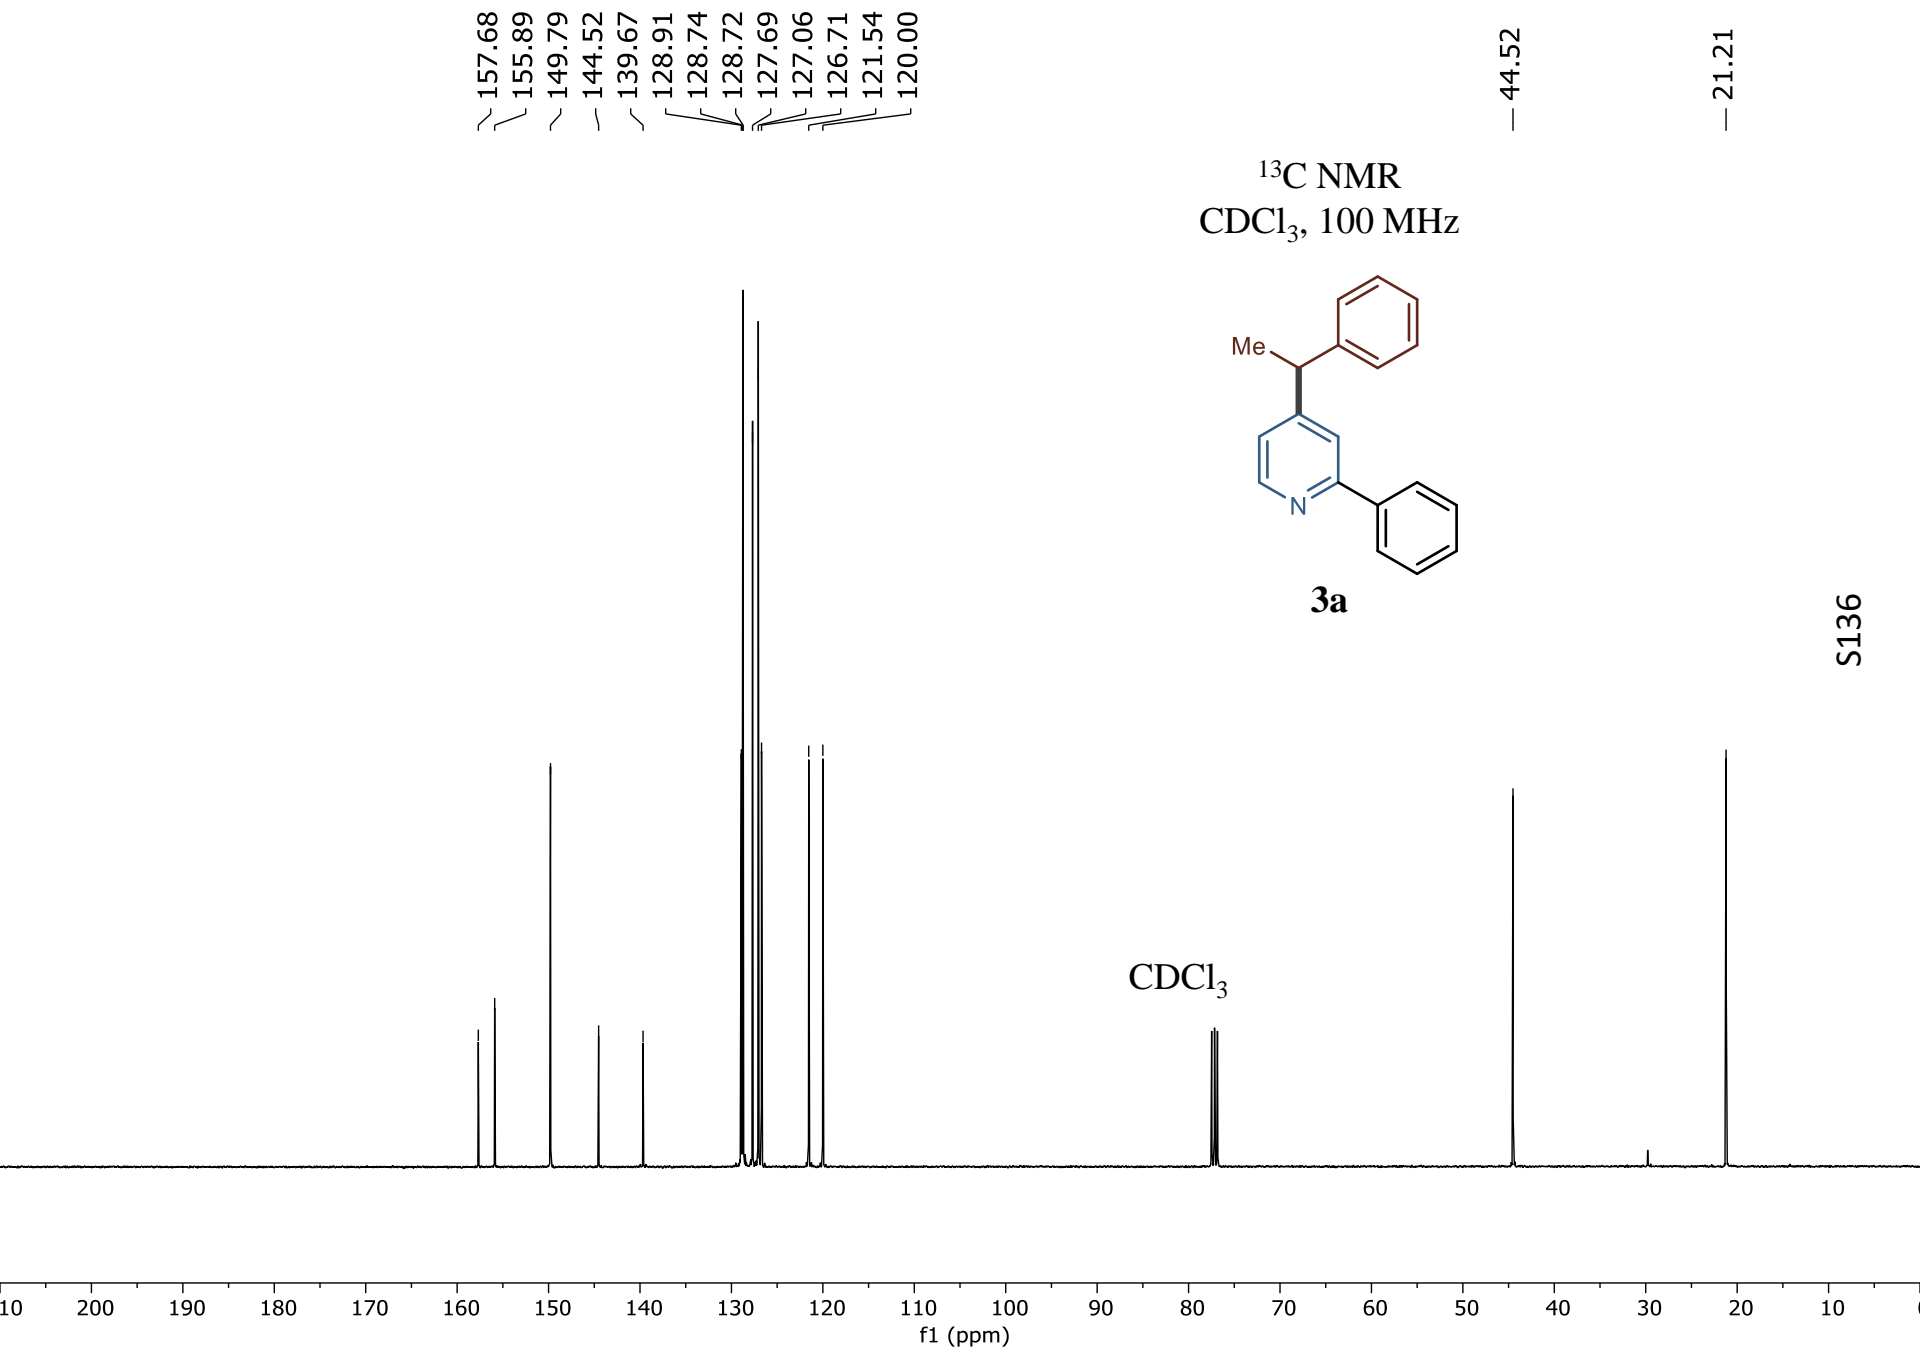 157.68
155.89
149.79
144.52
139.67
128.91
128.74
128.72
127.69
127.06
126.71
121.54
120.00
44.52
21.21
¹³C NMR
CDCl₃, 100 MHz
Me
N
3a
S136
CDCl₃
10 200 190 180 170 160 150 140 130 120 110 100 90 80 70 60 50 40 30 20 10
f1 (ppm)